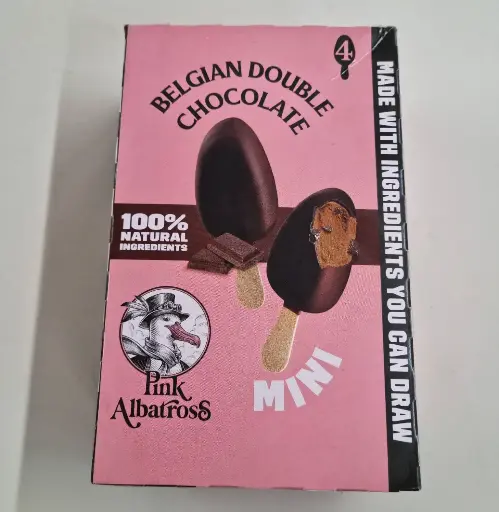 BELGIAN DOUBLE
CHOCOLATE
4
100%
NATURAL
INGREDIENTS
Pink
Albatross
MINI
MADE WITH INGREDIENTS YOU CAN DRAW